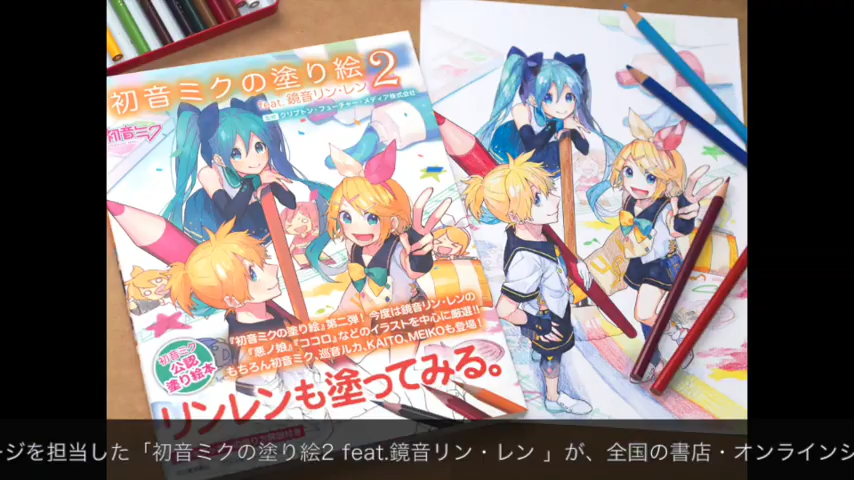 初音ミクの塗り絵2
feat.鏡音リン・レン
クリプトン・フューチャー・メディア株式会社
初音ミク
『初音ミクの塗り絵』第二弾！今度は鏡音リン・レンの
『悪ノ娘』『ココロ』などのイラストを中心に厳選!!
もちろん初音ミク、巡音ルカ、KAITO、MEIKOも登場！
初音ミク
公認
塗り絵本
リンレンも塗ってみる。
ージを担当した「初音ミクの塗り絵2 feat.鏡音リン・レン 」が、全国の書店・オンラインシ